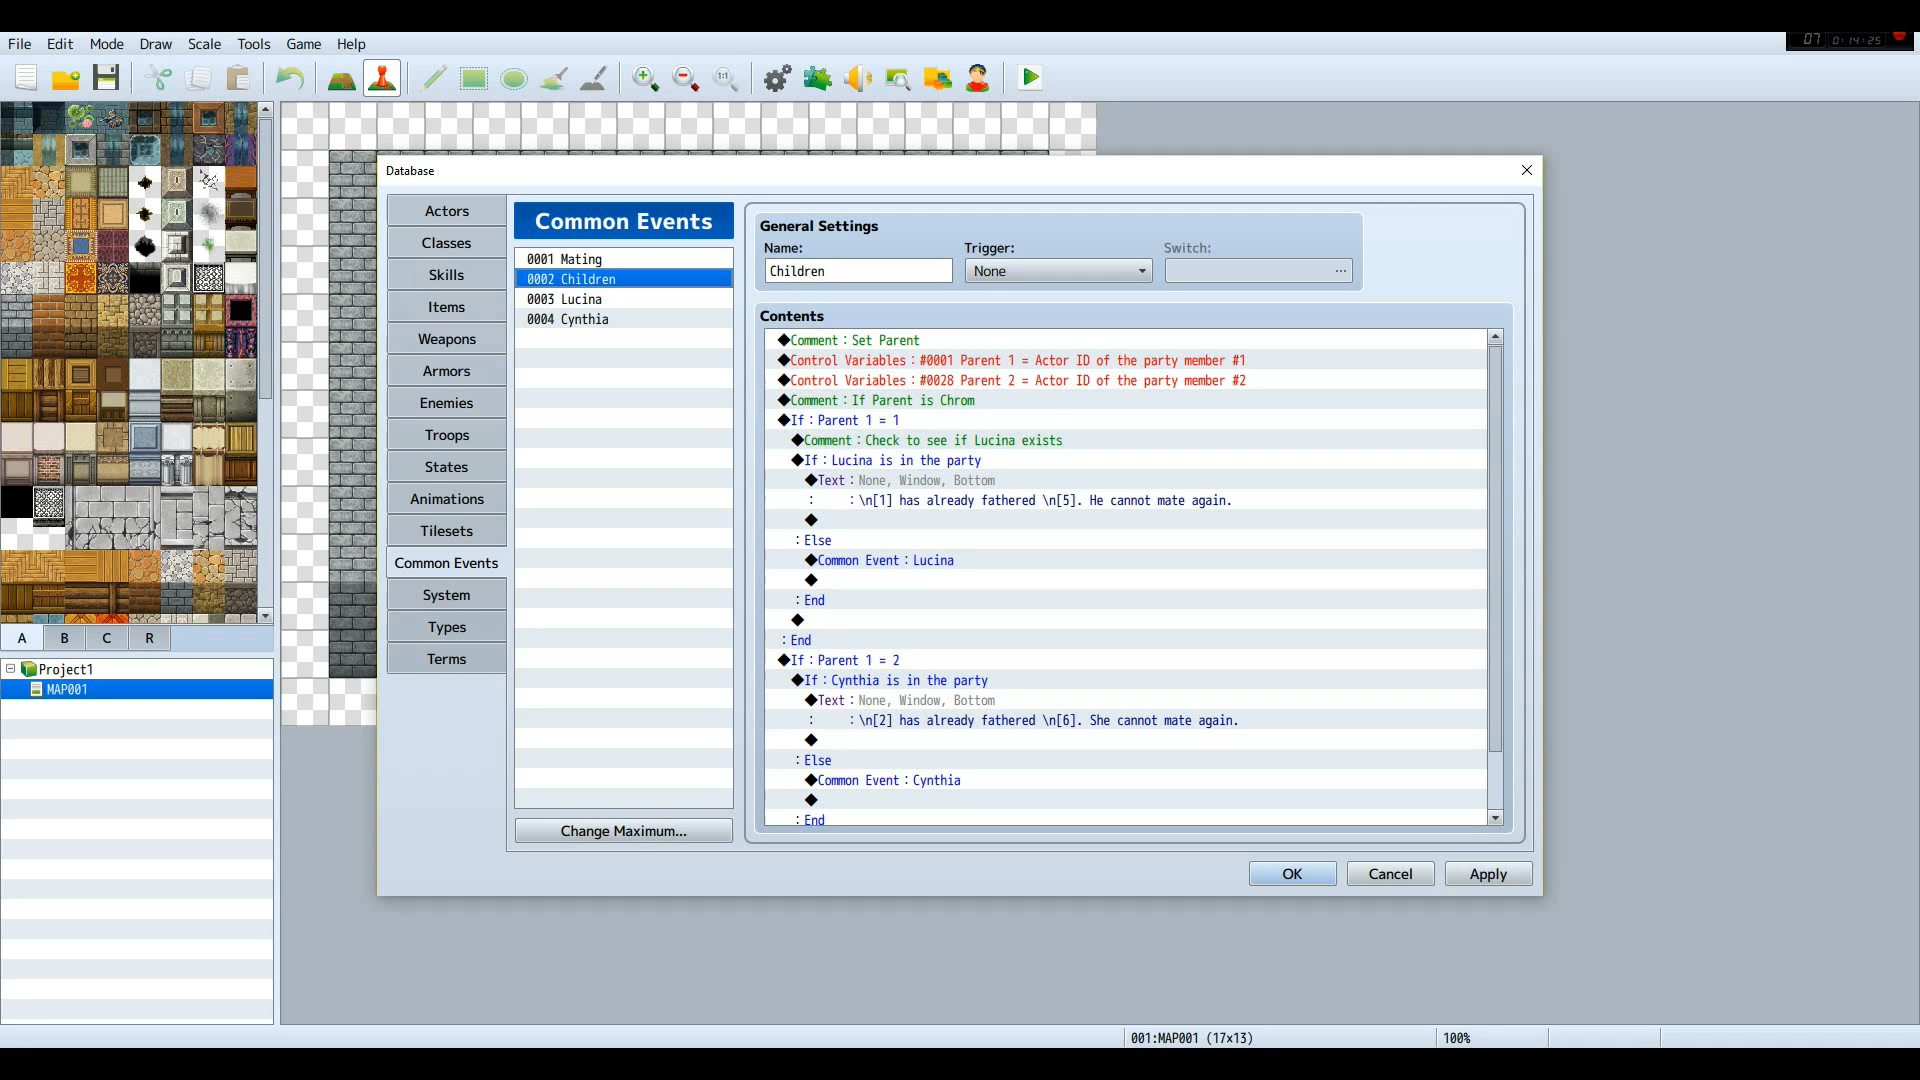 File Edit Mode Draw Scale Tools Game Help
07 0:14:25
1:1
Database
Actors
Classes
Skills
Items
Weapons
Armors
Enemies
Troops
States
Animations
Tilesets
Common Events
System
Types
Terms
Common Events
0001 Mating
0002 Children
0003 Lucina
0004 Cynthia
Change Maximum...
General Settings
Name: Trigger: Switch:
Children None ...
Contents
◆Comment：Set Parent
◆Control Variables：#0001 Parent 1 = Actor ID of the party member #1
◆Control Variables：#0028 Parent 2 = Actor ID of the party member #2
◆Comment：If Parent is Chrom
◆If：Parent 1 = 1
◆Comment：Check to see if Lucina exists
◆If：Lucina is in the party
◆Text：None, Window, Bottom
：　　：\n[1] has already fathered \n[5]. He cannot mate again.
◆
：Else
◆Common Event：Lucina
◆
：End
◆
：End
◆If：Parent 1 = 2
◆If：Cynthia is in the party
◆Text：None, Window, Bottom
：　　：\n[2] has already fathered \n[6]. She cannot mate again.
◆
：Else
◆Common Event：Cynthia
◆
：End
OK Cancel Apply
A B C R
Project1
MAP001
001:MAP001 (17x13) 100%